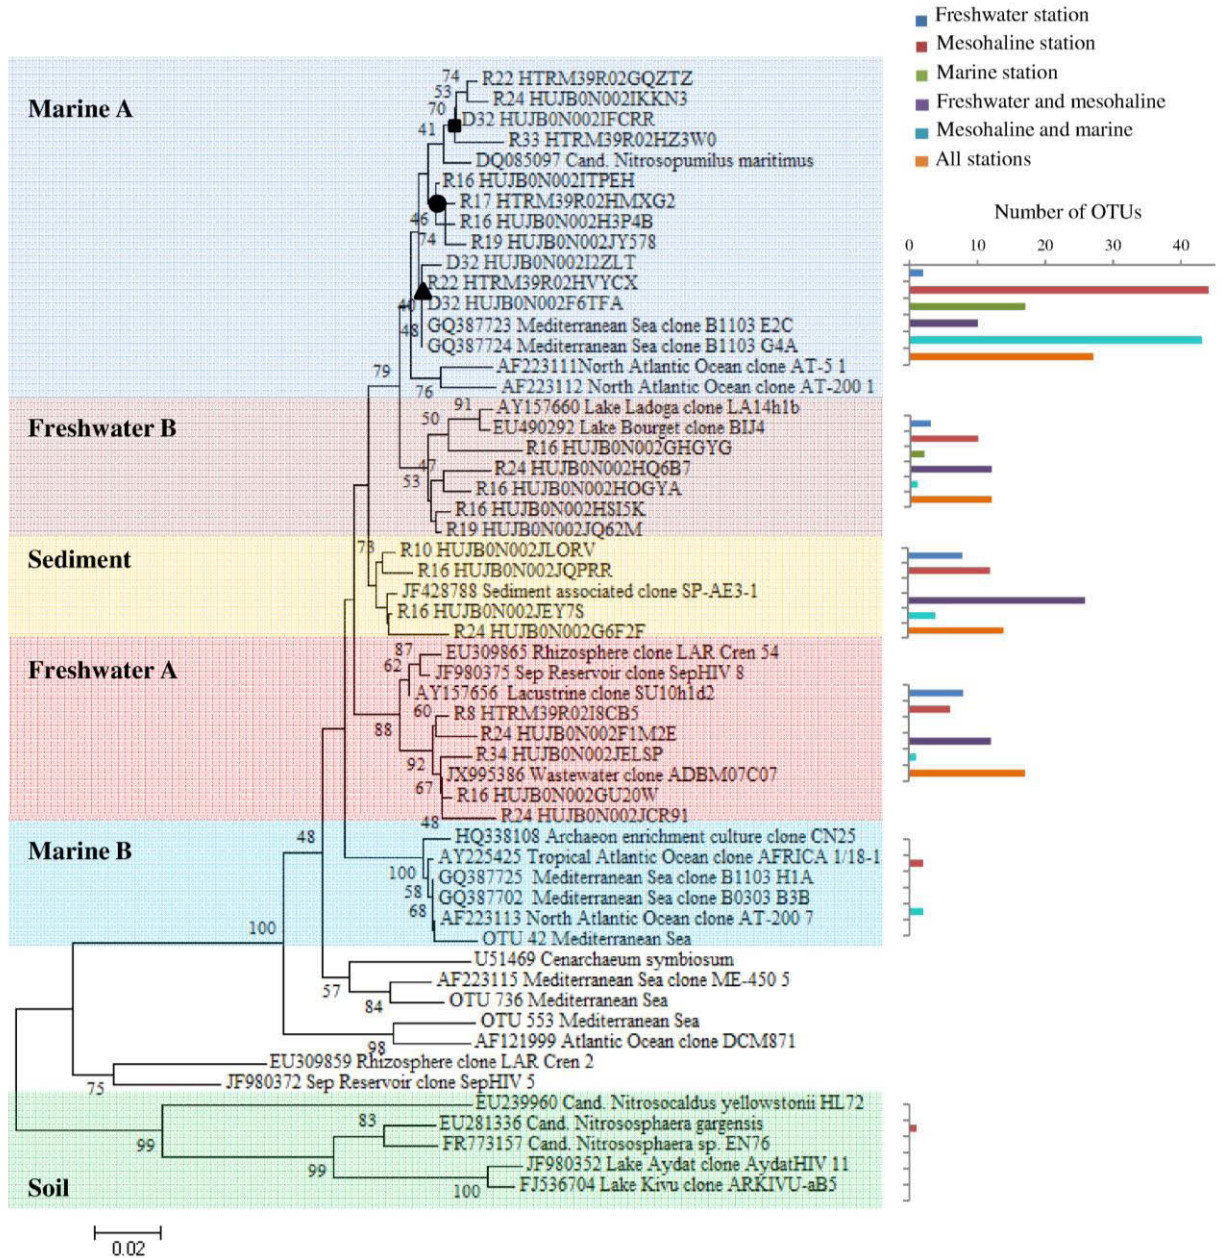 Freshwater station
Mesohaline station
Marine station
Freshwater and mesohaline
Mesohaline and marine
All stations
Number of OTUs
0 10 20 30 40
Marine A
74
R22 HTRM39R02GQZTZ
53
R24 HUJB0N002IKKN3
70
D32 HUJB0N002IFCRR
41
R33 HTRM39R02HZ3W0
DQ085097 Cand. Nitrosopumilus maritimus
R16 HUJB0N002ITPEH
R17 HTRM39R02HMXG2
46
R16 HUJB0N002H3P4B
74
R19 HUJB0N002JY578
D32 HUJB0N002I2ZLT
R22 HTRM39R02HVYCX
40
D32 HUJB0N002F6TFA
48
GQ387723 Mediterranean Sea clone B1103 E2C
GQ387724 Mediterranean Sea clone B1103 G4A
79
AF223111North Atlantic Ocean clone AT-5 1
76
AF223112 North Atlantic Ocean clone AT-200 1
Freshwater B
91
AY157660 Lake Ladoga clone LA14h1b
50
EU490292 Lake Bourget clone BIJ4
R16 HUJB0N002GHGYG
47
R24 HUJB0N002HQ6B7
53
R16 HUJB0N002HOGYA
R16 HUJB0N002HSI5K
R19 HUJB0N002JQ62M
Sediment
73
R10 HUJB0N002JLORV
R16 HUJB0N002JQPRR
JF428788 Sediment associated clone SP-AE3-1
R16 HUJB0N002JEY7S
R24 HUJB0N002G6F2F
Freshwater A
87
EU309865 Rhizosphere clone LAR Cren 54
62
JF980375 Sep Reservoir clone SepHIV 8
AY157656 Lacustrine clone SU10h1d2
60
R8 HTRM39R02I8CB5
88
R24 HUJB0N002F1M2E
R34 HUJB0N002JELSP
92
JX995386 Wastewater clone ADBM07C07
67
R16 HUJB0N002GU20W
R24 HUJB0N002JCR91
48
Marine B
48
HQ338108 Archaeon enrichment culture clone CN25
AY225425 Tropical Atlantic Ocean clone AFRICA 1/18-1
100
GQ387725 Mediterranean Sea clone B1103 H1A
58
GQ387702 Mediterranean Sea clone B0303 B3B
68
AF223113 North Atlantic Ocean clone AT-200 7
100
OTU 42 Mediterranean Sea
U51469 Cenarchaeum symbiosum
57
AF223115 Mediterranean Sea clone ME-450 5
84
OTU 736 Mediterranean Sea
OTU 553 Mediterranean Sea
98
AF121999 Atlantic Ocean clone DCM871
EU309859 Rhizosphere clone LAR Cren 2
75
JF980372 Sep Reservoir clone SepHIV 5
EU239960 Cand. Nitrosocaldus yellowstonii HL72
83
EU281336 Cand. Nitrososphaera gargensis
99
FR773157 Cand. Nitrososphaera sp. EN76
99
JF980352 Lake Aydat clone AydatHIV 11
100
FJ536704 Lake Kivu clone ARKIVU-aB5
Soil
0.02